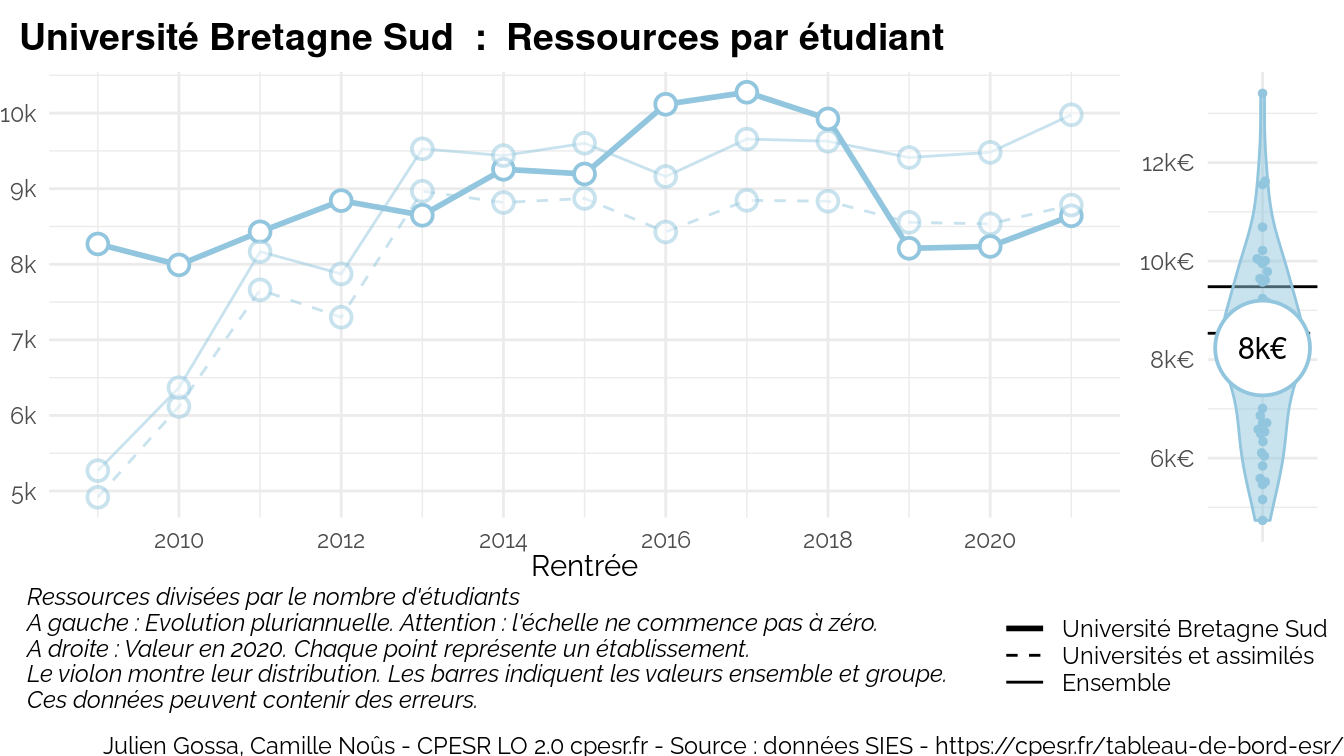 Université Bretagne Sud : Ressources par étudiant
10k
9k
8k
7k
6k
5k
2010 2012 2014 2016 2018 2020
Rentrée
12k€
10k€
8k€
6k€
8k€
Ressources divisées par le nombre d'étudiants
A gauche : Evolution pluriannuelle. Attention : l'échelle ne commence pas à zéro.
A droite : Valeur en 2020. Chaque point représente un établissement.
Le violon montre leur distribution. Les barres indiquent les valeurs ensemble et groupe.
Ces données peuvent contenir des erreurs.
Université Bretagne Sud
Universités et assimilés
Ensemble
Julien Gossa, Camille Noûs - CPESR LO 2.0 cpesr.fr - Source : données SIES - https://cpesr.fr/tableau-de-bord-esr/